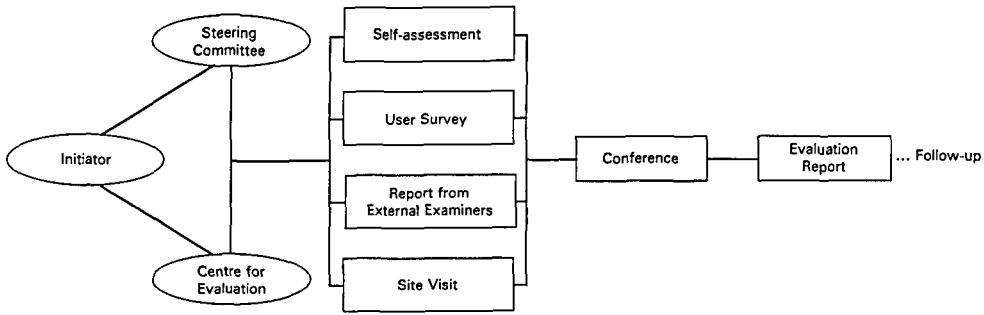 Steering
Committee
Initiator
Centre for
Evaluation
Self-assessment
User Survey
Report from
External Examiners
Site Visit
Conference
Evaluation
Report
... Follow-up